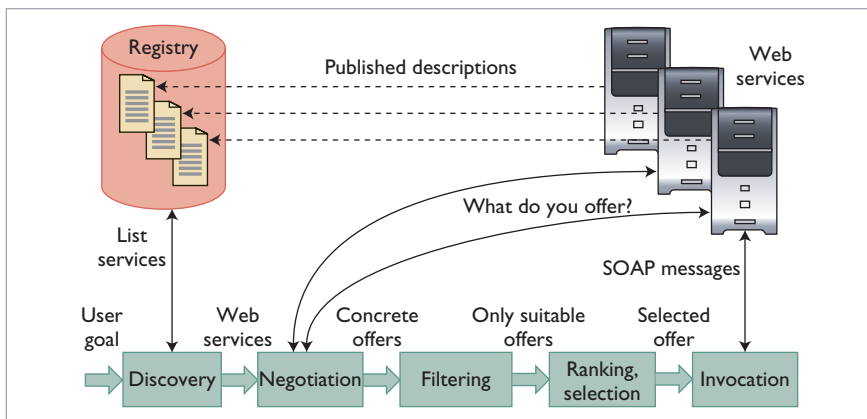 Registry
Published descriptions
Web
services
What do you offer?
List
services
SOAP messages
User
goal
Web
services
Concrete
offers
Only suitable
offers
Selected
offer
Discovery
Negotiation
Filtering
Ranking,
selection
Invocation